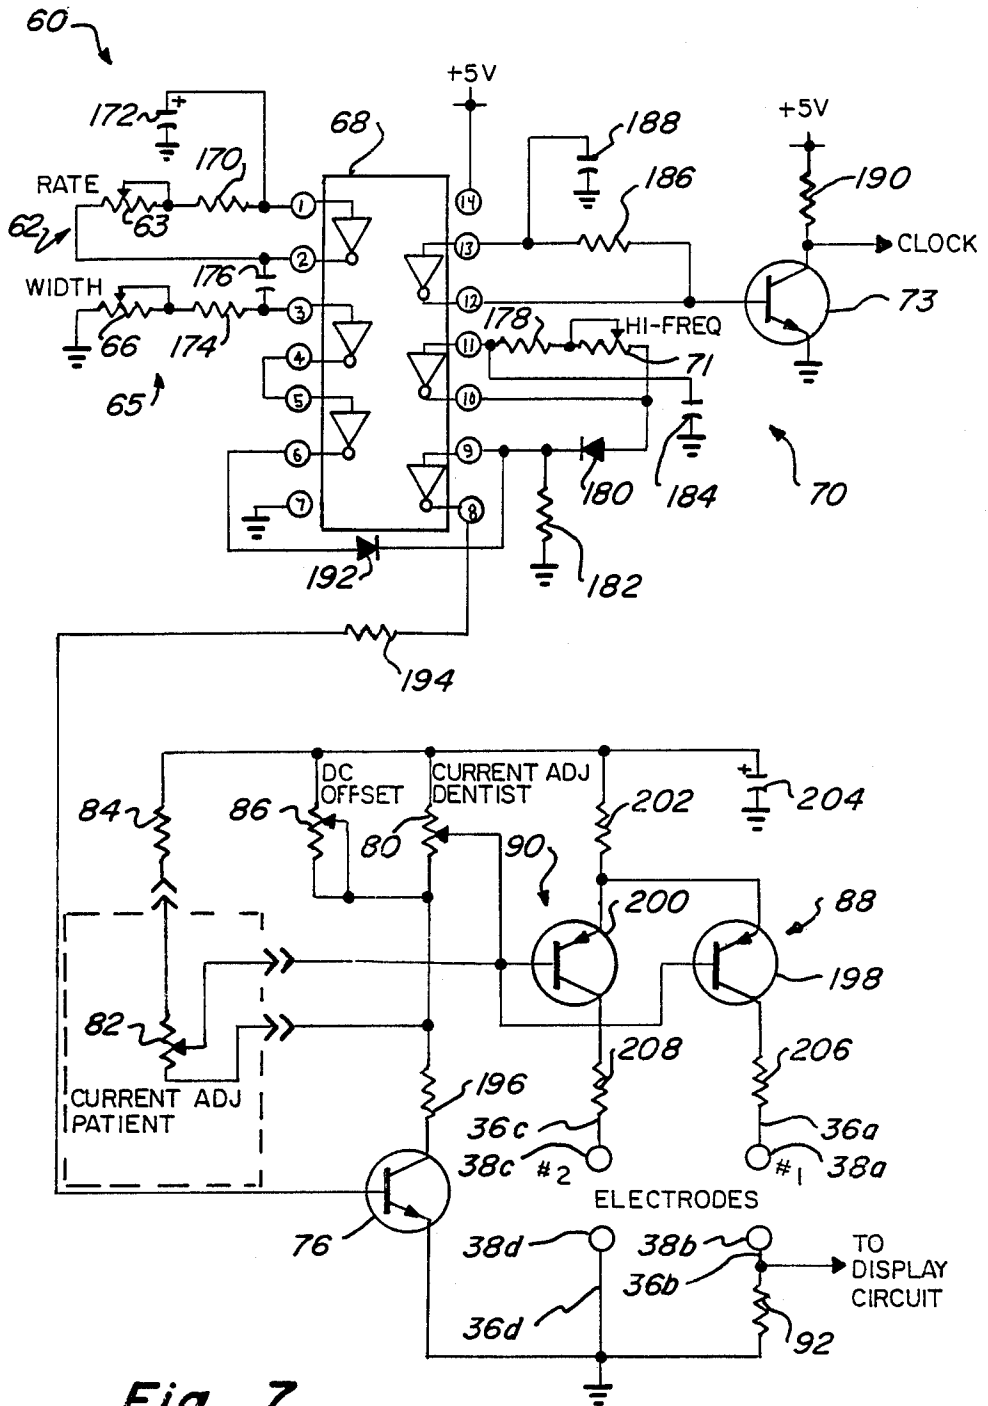 60
+5V
172
+
68
188
+5V
170
186
190
RATE
1
14
63
13
CLOCK
62
2
176
12
73
WIDTH
3
178
HI-FREQ
66
174
11
71
4
65
5
10
6
9
180
184
70
7
8
192
182
194
DC
OFFSET
CURRENT ADJ
DENTIST
+
84
86
80
202
204
90
200
88
198
82
208
206
CURRENT ADJ
PATIENT
196
36c
36a
38c
#2
#1
38a
ELECTRODES
76
38d
38b
TO
DISPLAY
CIRCUIT
36b
36d
92
Fig. 7